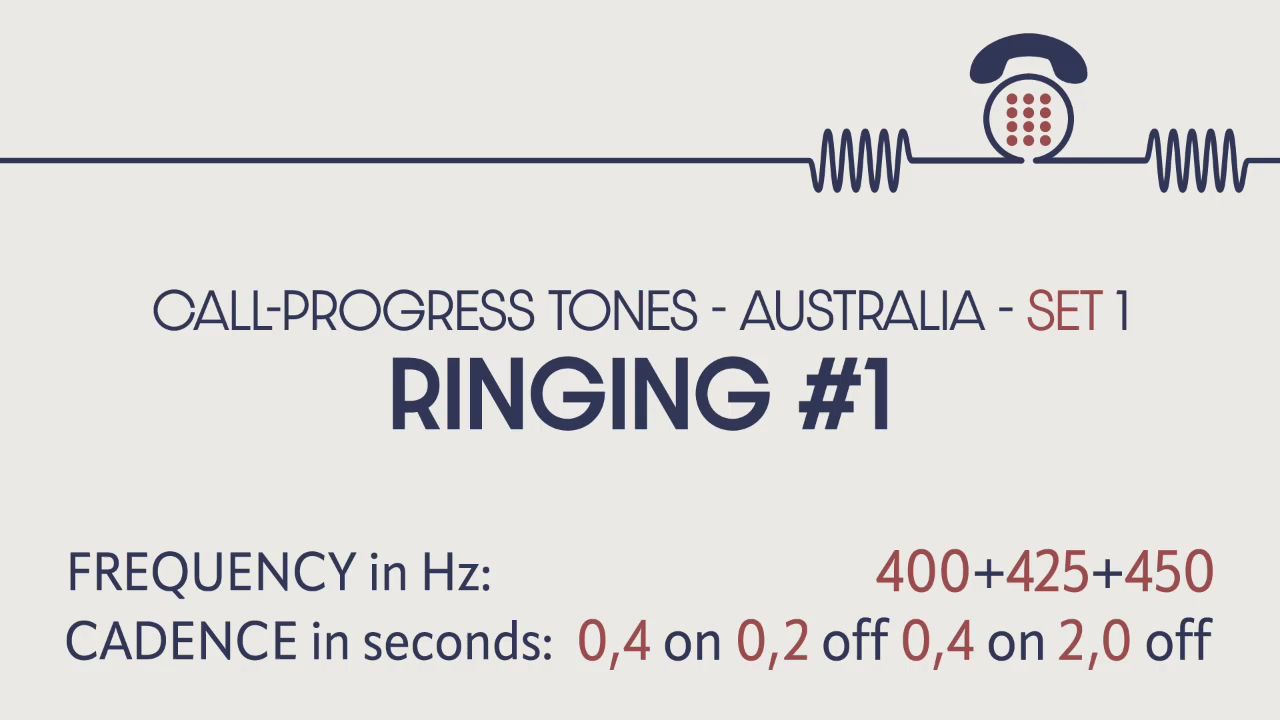 CALL-PROGRESS TONES - AUSTRALIA - SET 1
RINGING #1
FREQUENCY in Hz: 400+425+450
CADENCE in seconds: 0,4 on 0,2 off 0,4 on 2,0 off